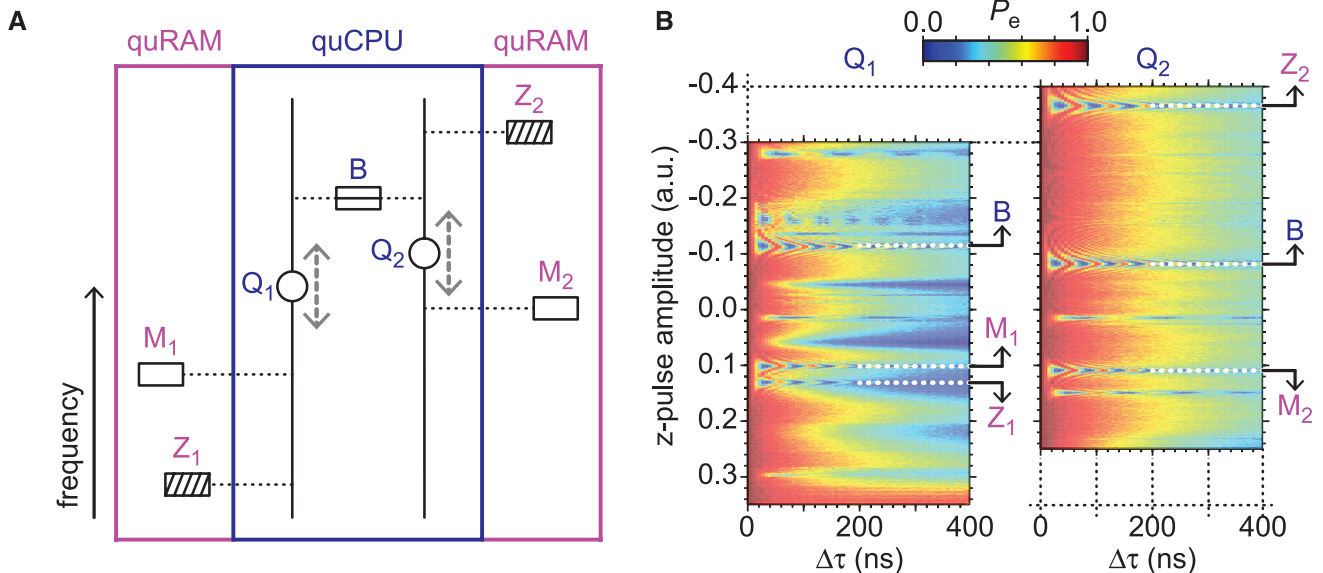 A
quRAM quCPU quRAM
Z2
B
Q2
Q1
M2
M1
Z1
frequency
B
0.0 Pe 1.0
Q1 Q2
Z2
-0.4
-0.3
-0.2
-0.1
0.0
0.1
0.2
0.3
z-pulse amplitude (a.u.)
B
M1
Z1
B
M2
0 200 400
Δτ (ns)
0 200 400
Δτ (ns)